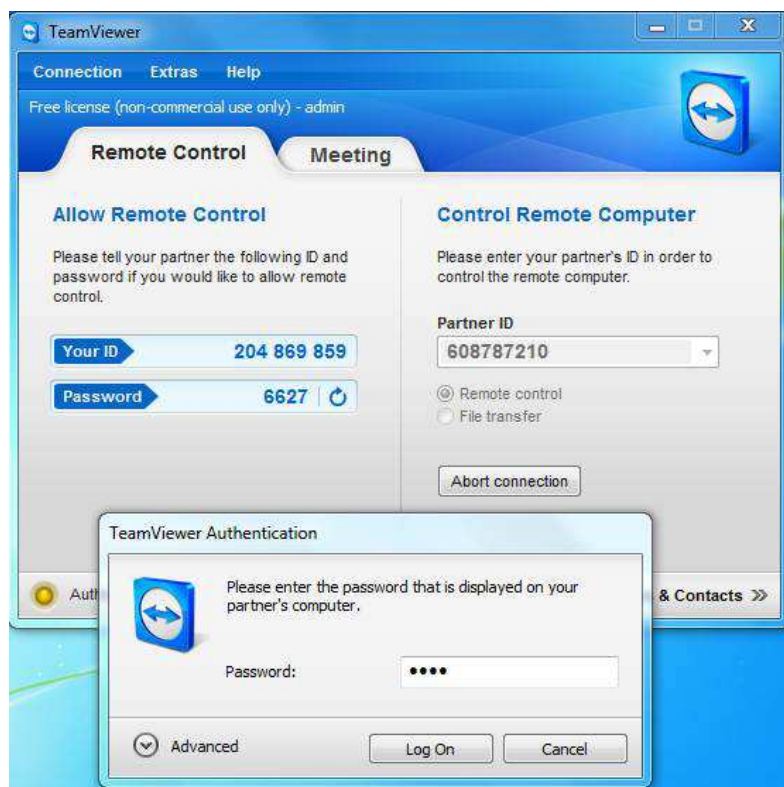 TeamViewer
Connection Extras Help
Free license (non-commercial use only) - admin
Remote Control Meeting
Allow Remote Control
Please tell your partner the following ID and
password if you would like to allow remote
control.
Your ID 204 869 859
Password 6627
Control Remote Computer
Please enter your partner's ID in order to
control the remote computer.
Partner ID
608787210
Remote control
File transfer
Abort connection
& Contacts
TeamViewer Authentication
Please enter the password that is displayed on your
partner's computer.
Password: ••••
Advanced Log On Cancel